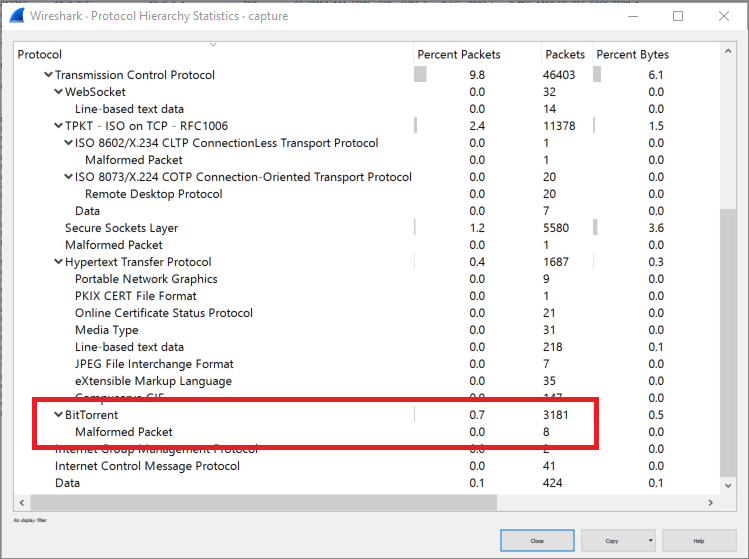 Wireshark · Protocol Hierarchy Statistics · capture
Protocol Percent Packets Packets Percent Bytes
Transmission Control Protocol 9.8 46403 6.1
WebSocket 0.0 32 0.0
Line-based text data 0.0 14 0.0
TPKT - ISO on TCP - RFC1006 2.4 11378 1.5
ISO 8602/X.234 CLTP ConnectionLess Transport Protocol 0.0 1 0.0
Malformed Packet 0.0 1 0.0
ISO 8073/X.224 COTP Connection-Oriented Transport Protocol 0.0 20 0.0
Remote Desktop Protocol 0.0 20 0.0
Data 0.0 7 0.0
Secure Sockets Layer 1.2 5580 3.6
Malformed Packet 0.0 1 0.0
Hypertext Transfer Protocol 0.4 1687 0.3
Portable Network Graphics 0.0 9 0.0
PKIX CERT File Format 0.0 1 0.0
Online Certificate Status Protocol 0.0 21 0.0
Media Type 0.0 31 0.0
Line-based text data 0.0 218 0.1
JPEG File Interchange Format 0.0 7 0.0
eXtensible Markup Language 0.0 35 0.0
Compuserve GIF 0.0 147 0.0
BitTorrent 0.7 3181 0.5
Malformed Packet 0.0 8 0.0
Internet Group Management Protocol 0.0 2 0.0
Internet Control Message Protocol 0.0 41 0.0
Data 0.1 424 0.1
No display filter.
Close Copy Help